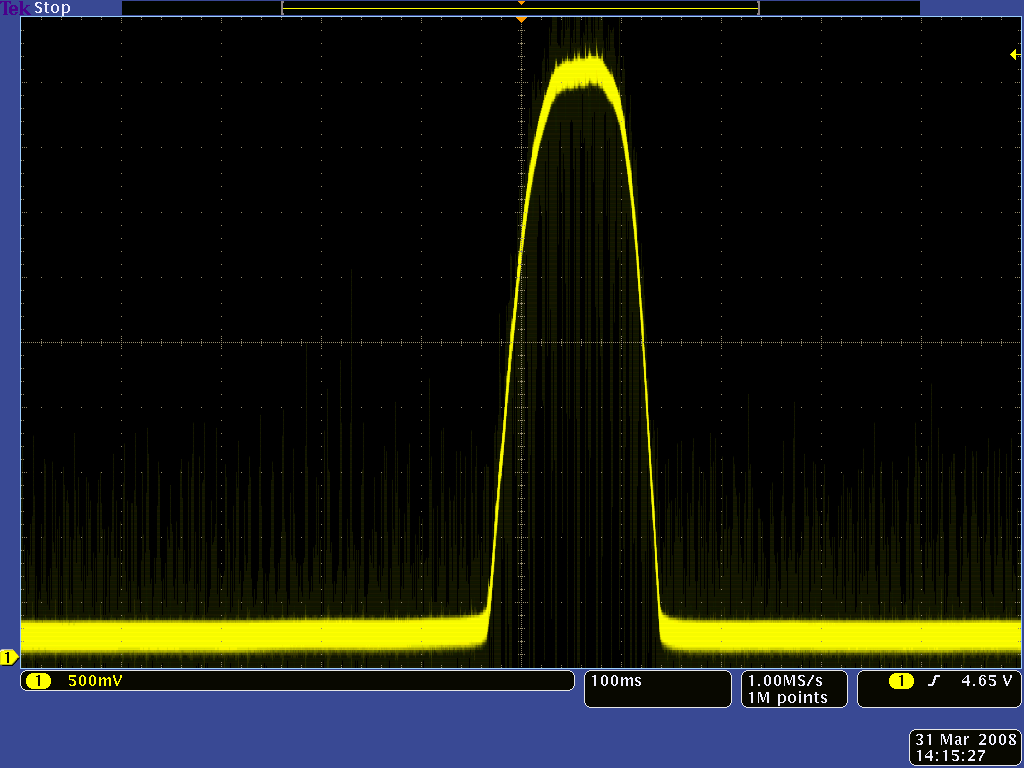 Tek Stop
1
1 500mV
100ms
1.00MS/s
1M points
1 4.65 V
31 Mar 2008
14:15:27